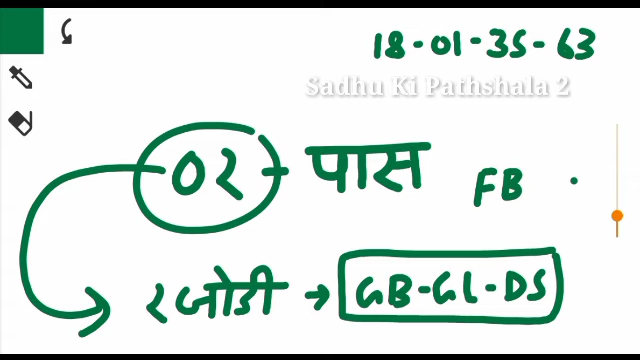 18-01-35-63
Sadhu Ki Pathshala 2
०२ - पास FB
२ जोडी → GB-GL-DS